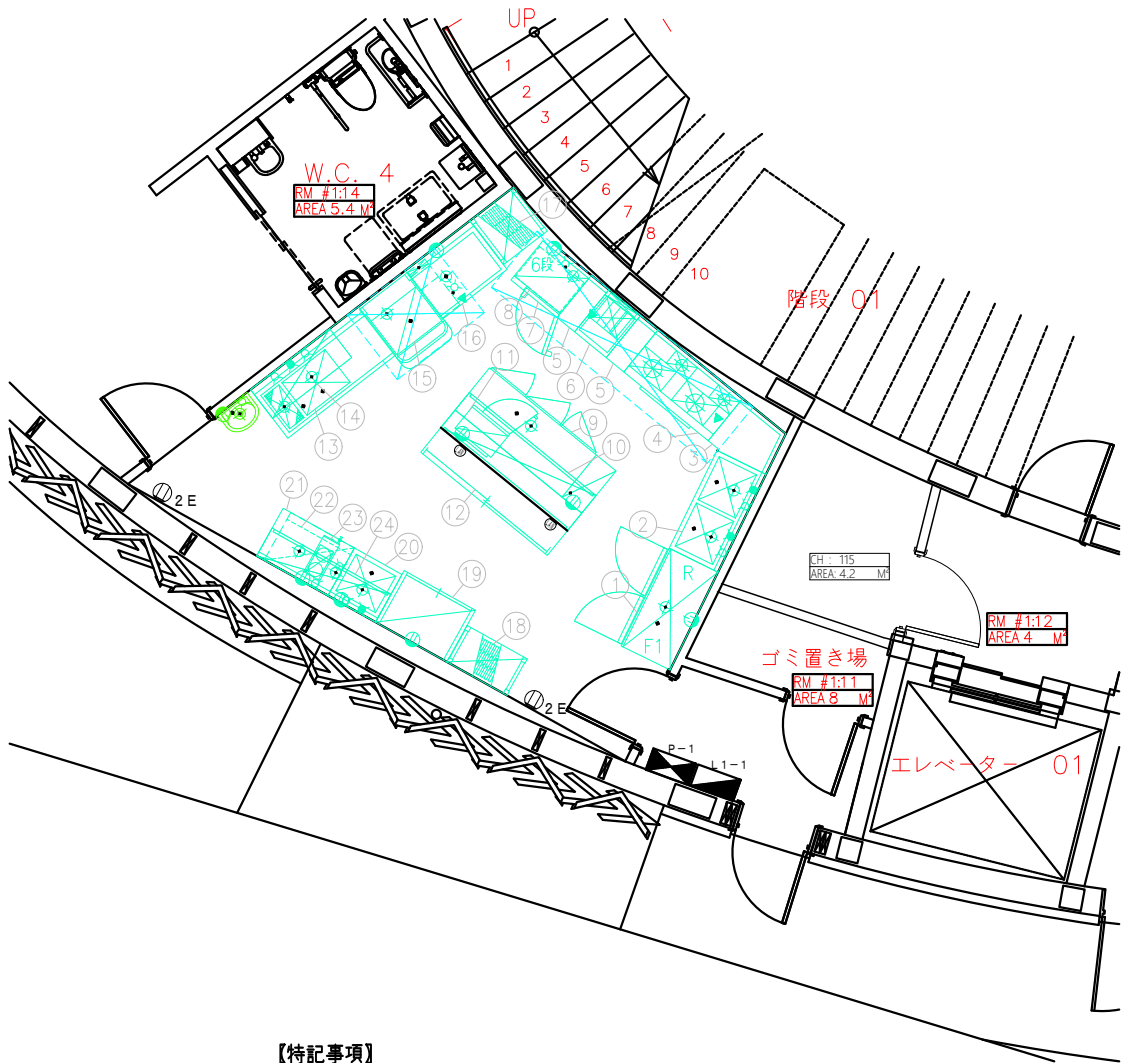 UP
1
2
3
4
5
6
7
8
9
10
W.C. 4
RM #1:14
AREA 5.4 M²
階段 01
17
6段
8
7
5
6
5
16
15
11
9
10
4
3
14
13
12
2
2E
21
22
23
24
20
19
18
1
R
F1
CH : 115
AREA: 4.2 M²
RM #1:12
AREA 4 M²
ゴミ置き場
RM #1:11
AREA 8 M²
2E
P-1
L1-1
エレベーター 01
【特記事項】